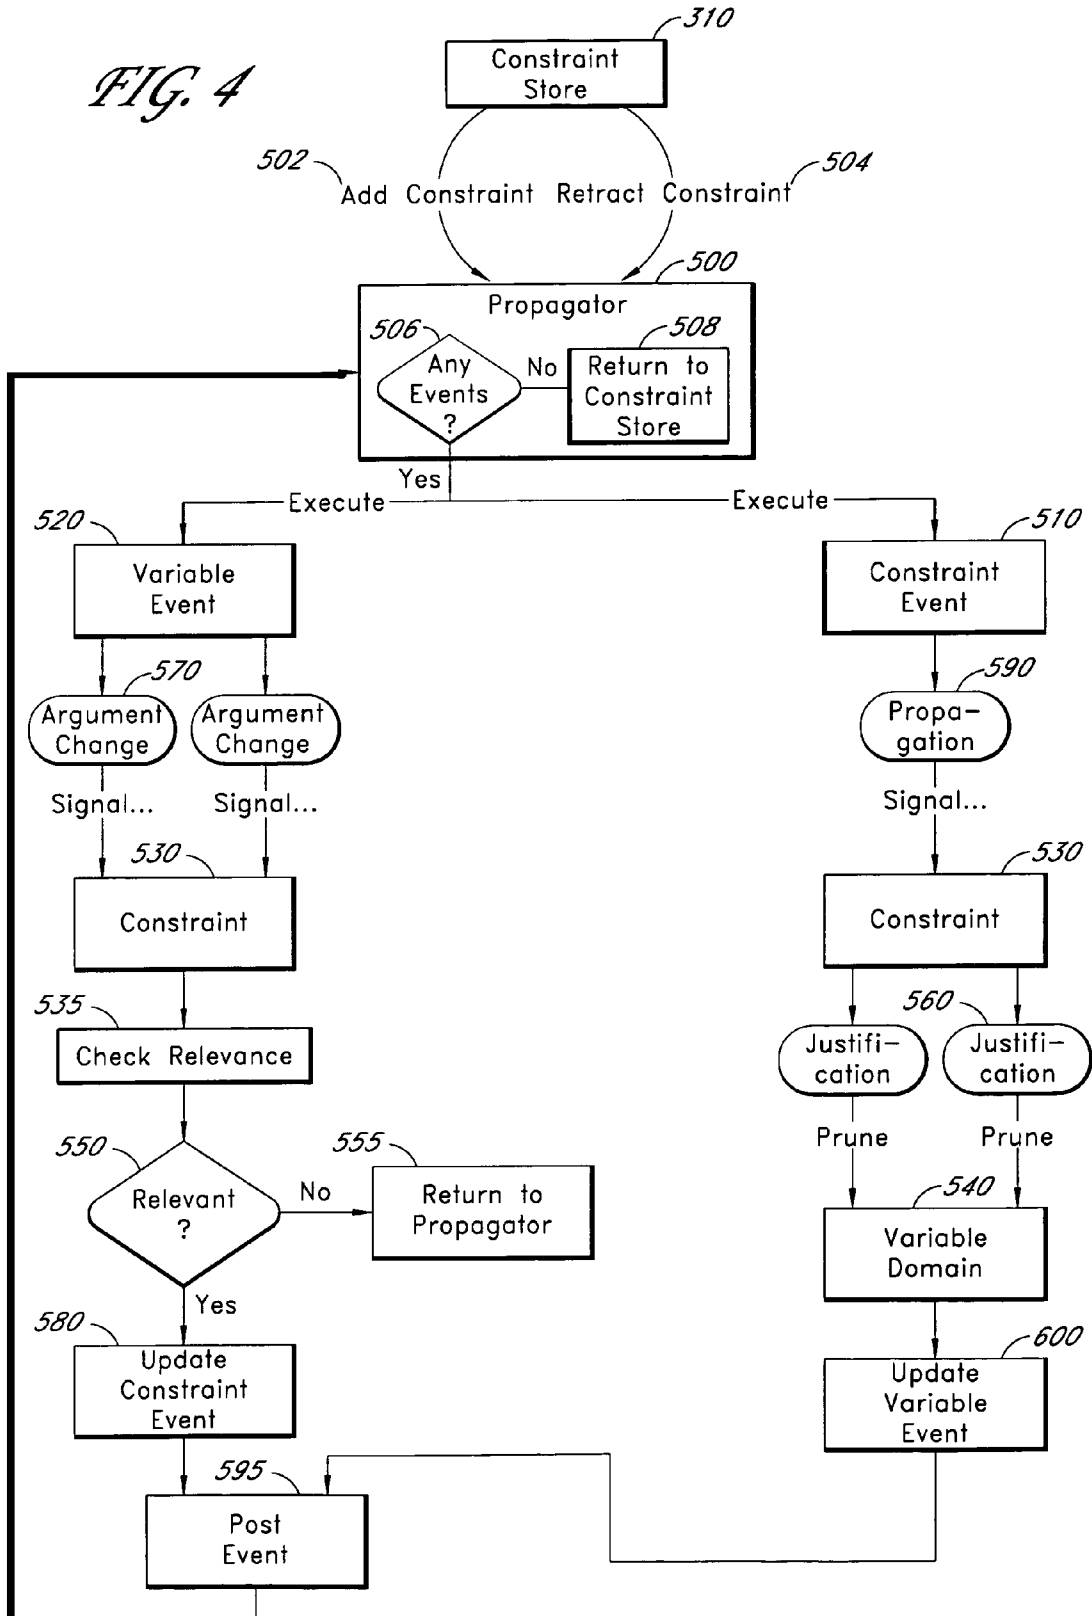 FIG. 4
310
Constraint
Store
502
504
Add Constraint
Retract Constraint
500
Propagator
506
508
Any
Events
?
No
Return to
Constraint
Store
Yes
Execute
Execute
520
510
Variable
Event
Constraint
Event
570
590
Argument
Change
Argument
Change
Propa-
gation
Signal...
Signal...
Signal...
530
530
Constraint
Constraint
535
560
Check Relevance
Justifi-
cation
Justifi-
cation
550
555
Prune
Prune
Relevant
?
No
Return to
Propagator
540
Variable
Domain
Yes
580
600
Update
Constraint
Event
Update
Variable
Event
595
Post
Event